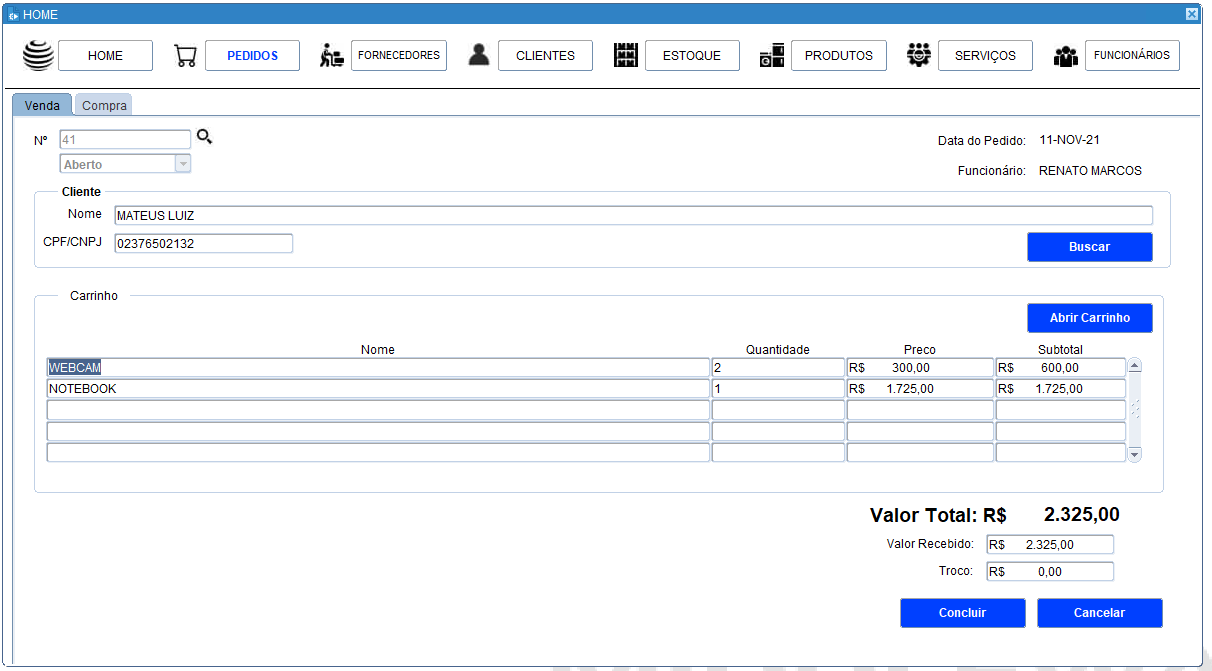 HOME
HOME PEDIDOS FORNECEDORES CLIENTES ESTOQUE PRODUTOS SERVIÇOS FUNCIONÁRIOS
Venda Compra
Nº 41 Data do Pedido: 11-NOV-21
Aberto Funcionário: RENATO MARCOS
Cliente
Nome MATEUS LUIZ
CPF/CNPJ 02376502132
Buscar
Carrinho
Abrir Carrinho
Nome Quantidade Preco Subtotal
WEBCAM 2 R$ 300,00 R$ 600,00
NOTEBOOK 1 R$ 1.725,00 R$ 1.725,00
Valor Total: R$ 2.325,00
Valor Recebido: R$ 2.325,00
Troco: R$ 0,00
Concluir Cancelar